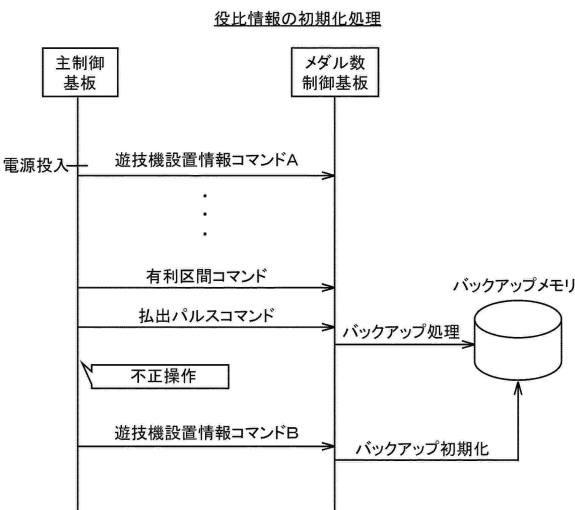 役比情報の初期化処理
主制御
基板
メダル数
制御基板
電源投入
遊技機設置情報コマンドA
有利区間コマンド
バックアップメモリ
払出パルスコマンド
バックアップ処理
不正操作
遊技機設置情報コマンドB
バックアップ初期化